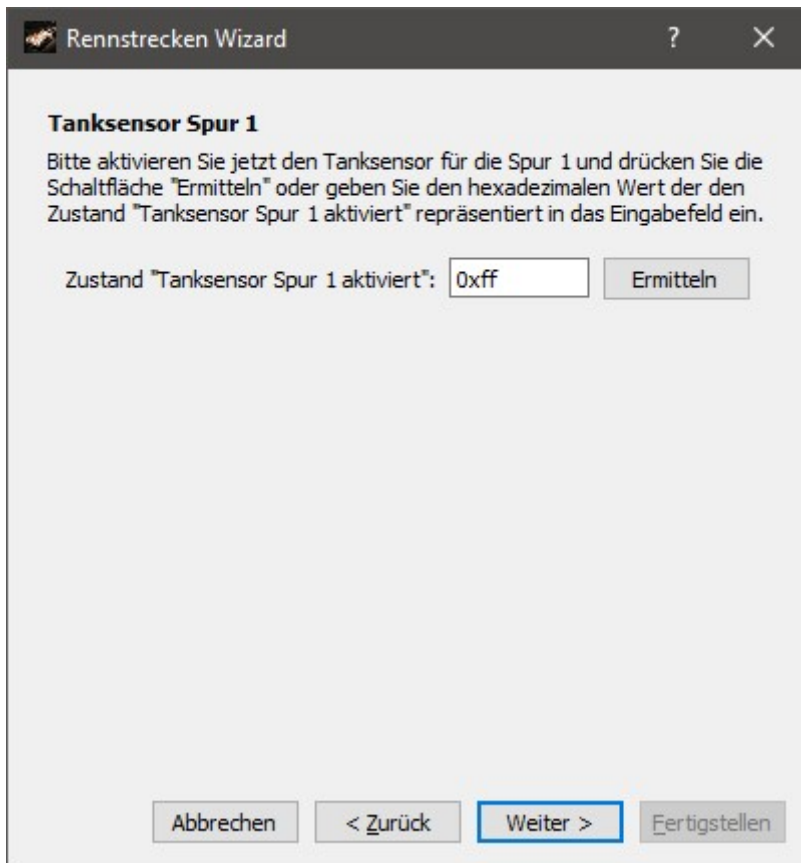 Rennstrecken Wizard
?
Tanksensor Spur 1
Bitte aktivieren Sie jetzt den Tanksensor für die Spur 1 und drücken Sie die
Schaltfläche "Ermitteln" oder geben Sie den hexadezimalen Wert der den
Zustand "Tanksensor Spur 1 aktiviert" repräsentiert in das Eingabefeld ein.
Zustand "Tanksensor Spur 1 aktiviert": 0xff Ermitteln
Abbrechen < Zurück Weiter > Fertigstellen